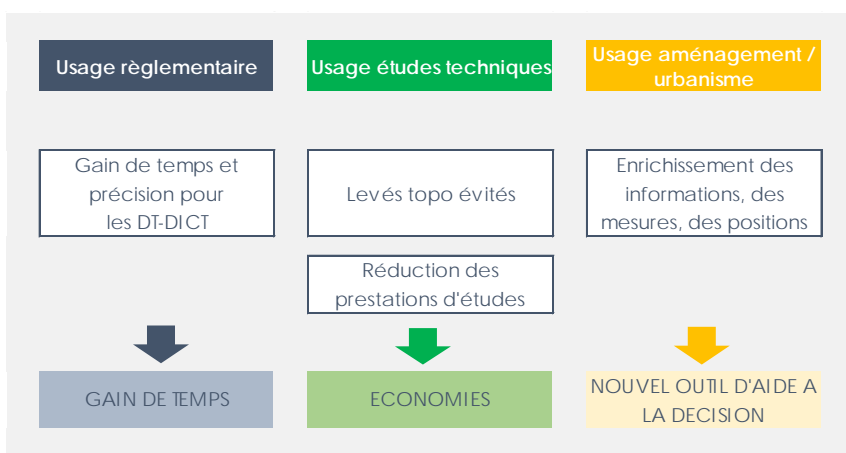 Usage règlementaire
Usage études techniques
Usage aménagement /
urbanisme
Gain de temps et
précision pour
les DT-DICT
Levés topo évités
Enrichissement des
informations, des
mesures, des positions
Réduction des
prestations d'études
GAIN DE TEMPS
ECONOMIES
NOUVEL OUTIL D'AIDE A
LA DECISION